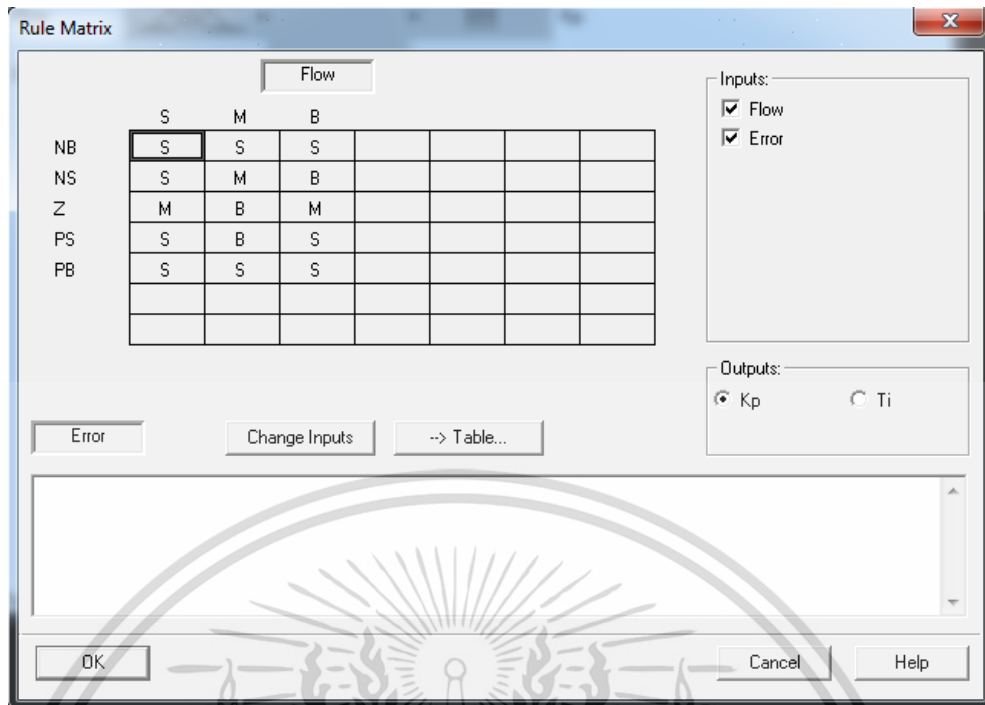 Rule Matrix
Flow
S M B
NB S S S
NS S M B
Z M B M
PS S B S
PB S S S
Inputs:
Flow
Error
Outputs:
Kp Ti
Error Change Inputs --> Table...
OK Cancel Help